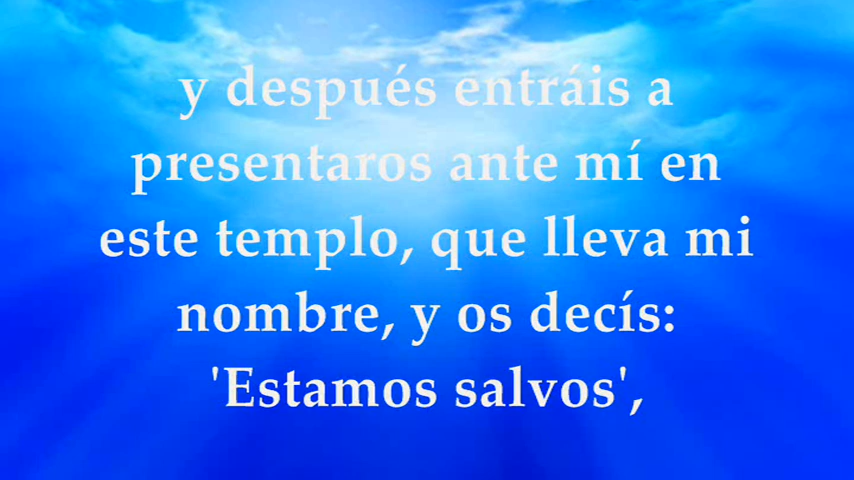 y después entráis a
presentaros ante mí en
este templo, que lleva mi
nombre, y os decís:
'Estamos salvos',